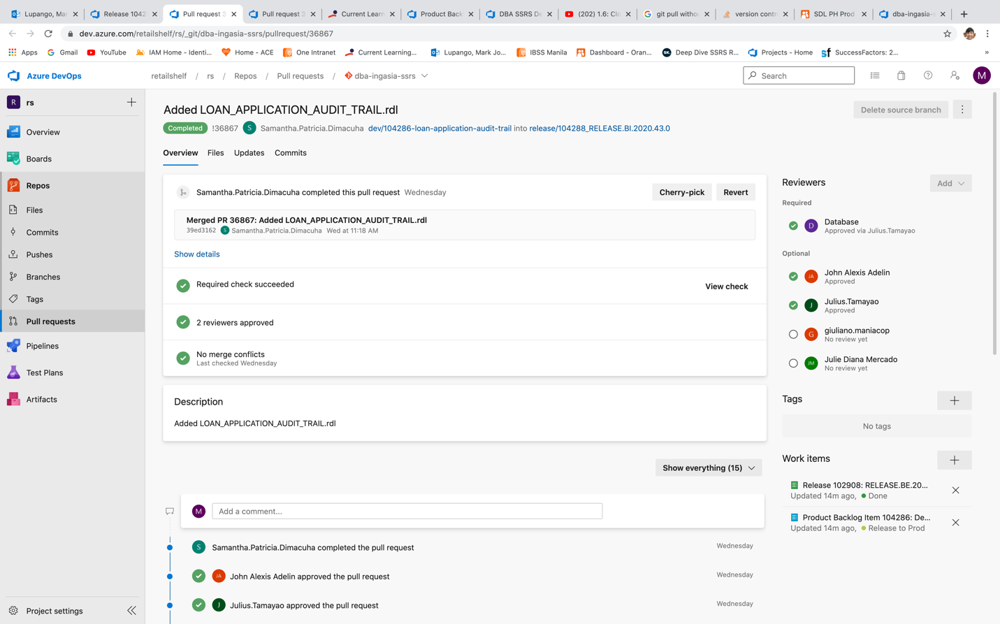 Lupango, Ma
Release 1042
Pull request 3
Pull request 3
Current Learn
Product Back
DBA SSRS De
(202) 1.6: Clo
git pull withou
version contr
SDL PH Prod
dba-ingasia-s
dev.azure.com/retailshelf/rs/_git/dba-ingasia-ssrs/pullrequest/36867
Apps
Gmail
YouTube
IAM Home - Identi...
Home - ACE
One Intranet
Current Learning...
Lupango, Mark Jo...
IBSS Manila
Dashboard - Oran...
Deep Dive SSRS R...
Projects - Home
SuccessFactors: 2...
»
Azure DevOps
retailshelf / rs / Repos / Pull requests / dba-ingasia-ssrs
Search
M
R rs
Overview
Boards
Repos
Files
Commits
Pushes
Branches
Tags
Pull requests
Pipelines
Test Plans
Artifacts
Project settings
Added LOAN_APPLICATION_AUDIT_TRAIL.rdl
Delete source branch
Completed !36867 S Samantha.Patricia.Dimacuha dev/104286-loan-application-audit-trail into release/104288_RELEASE.BI.2020.43.0
Overview Files Updates Commits
Samantha.Patricia.Dimacuha completed this pull request Wednesday
Cherry-pick
Revert
Merged PR 36867: Added LOAN_APPLICATION_AUDIT_TRAIL.rdl
39ed3162 S Samantha.Patricia.Dimacuha Wed at 11:18 AM
Show details
Required check succeeded
View check
2 reviewers approved
No merge conflicts
Last checked Wednesday
Description
Added LOAN_APPLICATION_AUDIT_TRAIL.rdl
Show everything (15)
M Add a comment...
S Samantha.Patricia.Dimacuha completed the pull request Wednesday
JA John Alexis Adelin approved the pull request Wednesday
J Julius.Tamayao approved the pull request Wednesday
Reviewers
Add
Required
D Database
Approved via Julius.Tamayao
Optional
JA John Alexis Adelin
Approved
J Julius.Tamayao
Approved
G giuliano.maniacop
No review yet
JM Julie Diana Mercado
No review yet
Tags
No tags
Work items
Release 102908: RELEASE.BE.20...
Updated 14m ago, Done
Product Backlog Item 104286: De...
Updated 14m ago, Release to Prod